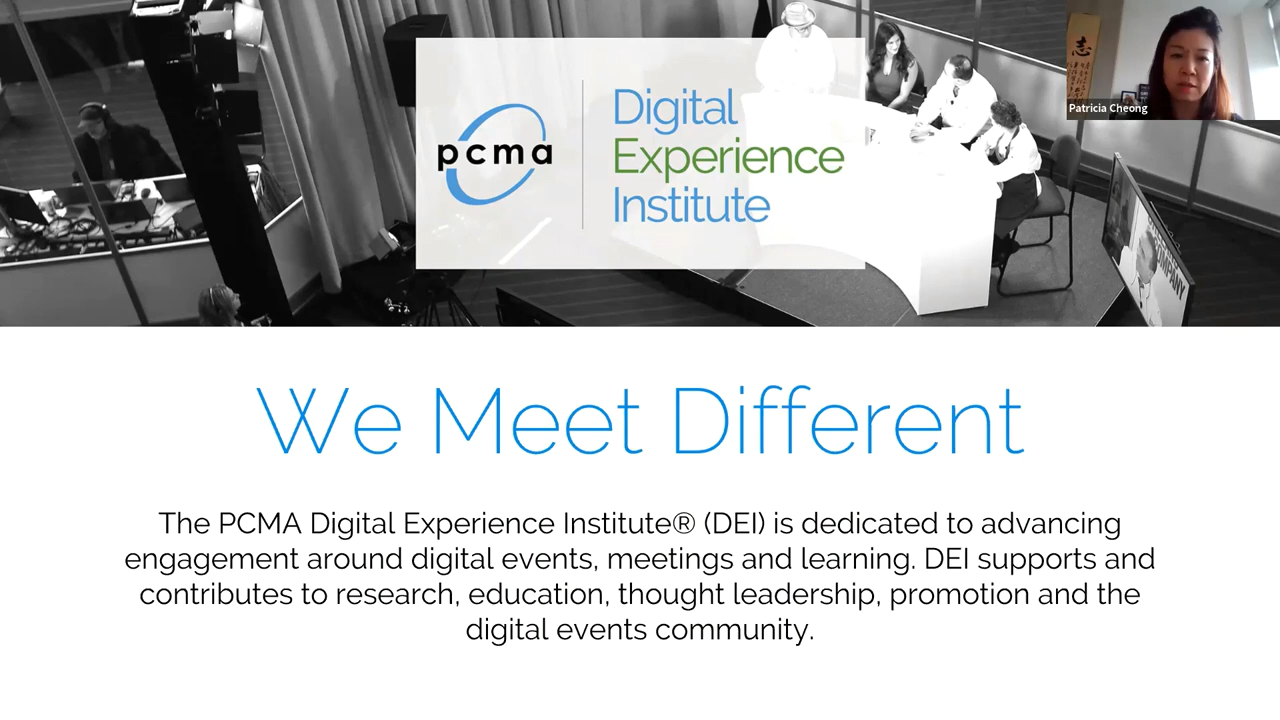 pcma
Digital
Experience
Institute
志
Patricia Cheong
COMPANY
We Meet Different
The PCMA Digital Experience Institute® (DEI) is dedicated to advancing
engagement around digital events, meetings and learning. DEI supports and
contributes to research, education, thought leadership, promotion and the
digital events community.